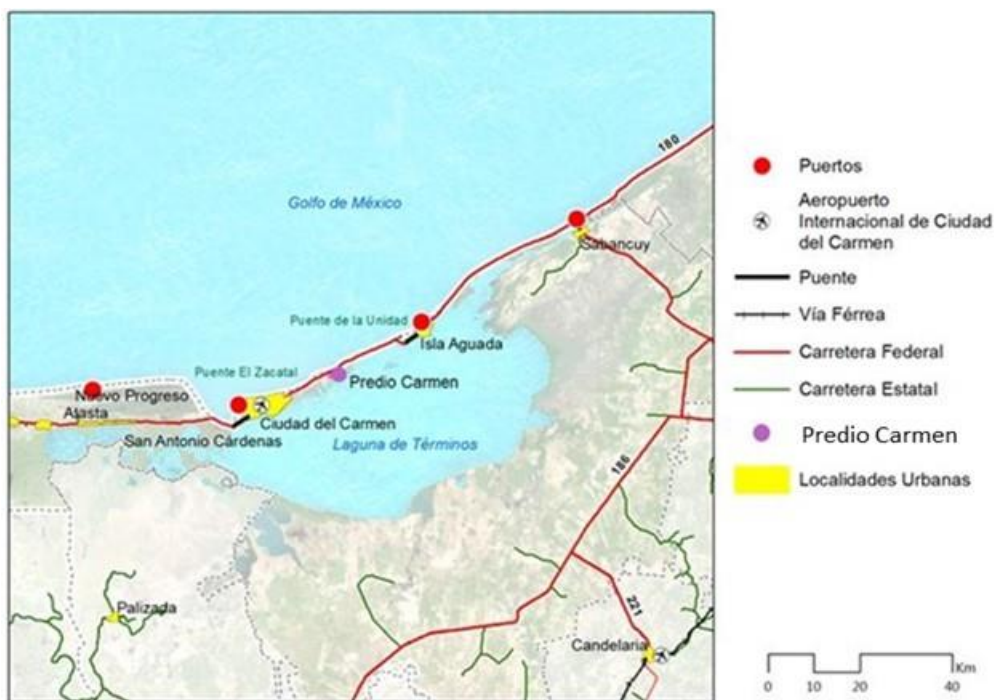 180
Golfo de México
Sabancuy
Puente de la Unidad
Isla Aguada
Puente El Zacatal
Predio Carmen
Nuevo Progreso
Atasta
Ciudad del Carmen
San Antonio Cárdenas
Laguna de Términos
186
221
Palizada
Candelaria
Puertos
Aeropuerto
Internacional de Ciudad
del Carmen
Puente
Vía Férrea
Carretera Federal
Carretera Estatal
Predio Carmen
Localidades Urbanas
Km
0 10 20 40